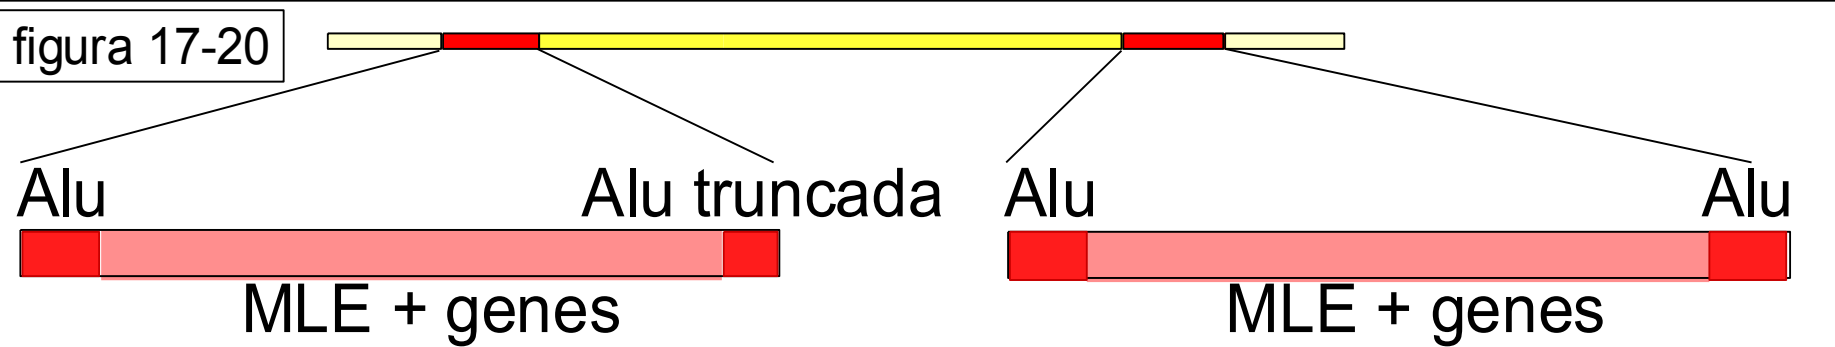 figura 17-20
Alu Alu truncada Alu Alu
MLE + genes MLE + genes